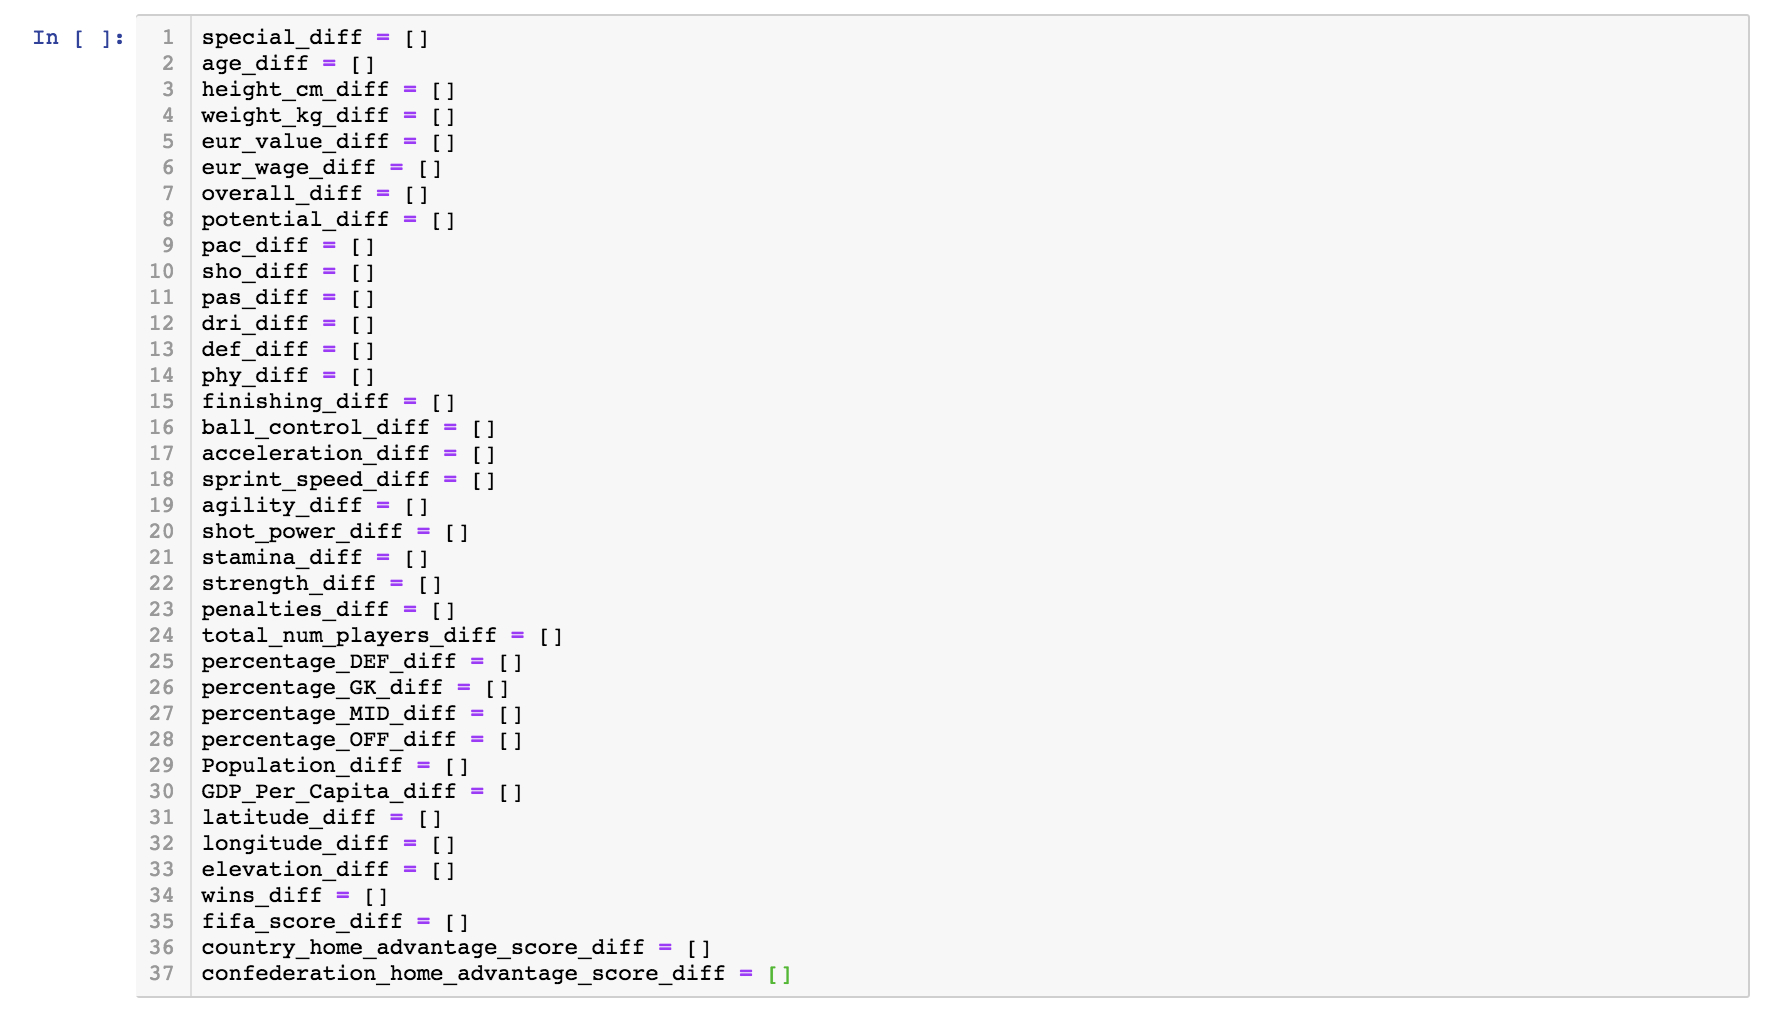 In [ ]:
1 special_diff = []
2 age_diff = []
3 height_cm_diff = []
4 weight_kg_diff = []
5 eur_value_diff = []
6 eur_wage_diff = []
7 overall_diff = []
8 potential_diff = []
9 pac_diff = []
10 sho_diff = []
11 pas_diff = []
12 dri_diff = []
13 def_diff = []
14 phy_diff = []
15 finishing_diff = []
16 ball_control_diff = []
17 acceleration_diff = []
18 sprint_speed_diff = []
19 agility_diff = []
20 shot_power_diff = []
21 stamina_diff = []
22 strength_diff = []
23 penalties_diff = []
24 total_num_players_diff = []
25 percentage_DEF_diff = []
26 percentage_GK_diff = []
27 percentage_MID_diff = []
28 percentage_OFF_diff = []
29 Population_diff = []
30 GDP_Per_Capita_diff = []
31 latitude_diff = []
32 longitude_diff = []
33 elevation_diff = []
34 wins_diff = []
35 fifa_score_diff = []
36 country_home_advantage_score_diff = []
37 confederation_home_advantage_score_diff = []